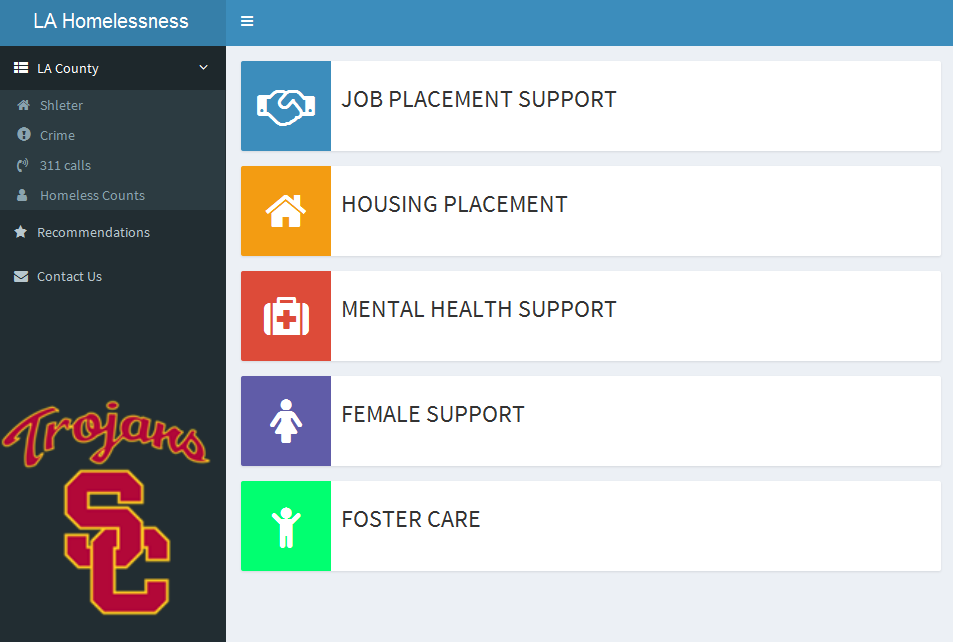 LA Homelessness
LA County
Shleter
Crime
311 calls
Homeless Counts
Recommendations
Contact Us
Trojans
SC
JOB PLACEMENT SUPPORT
HOUSING PLACEMENT
MENTAL HEALTH SUPPORT
FEMALE SUPPORT
FOSTER CARE